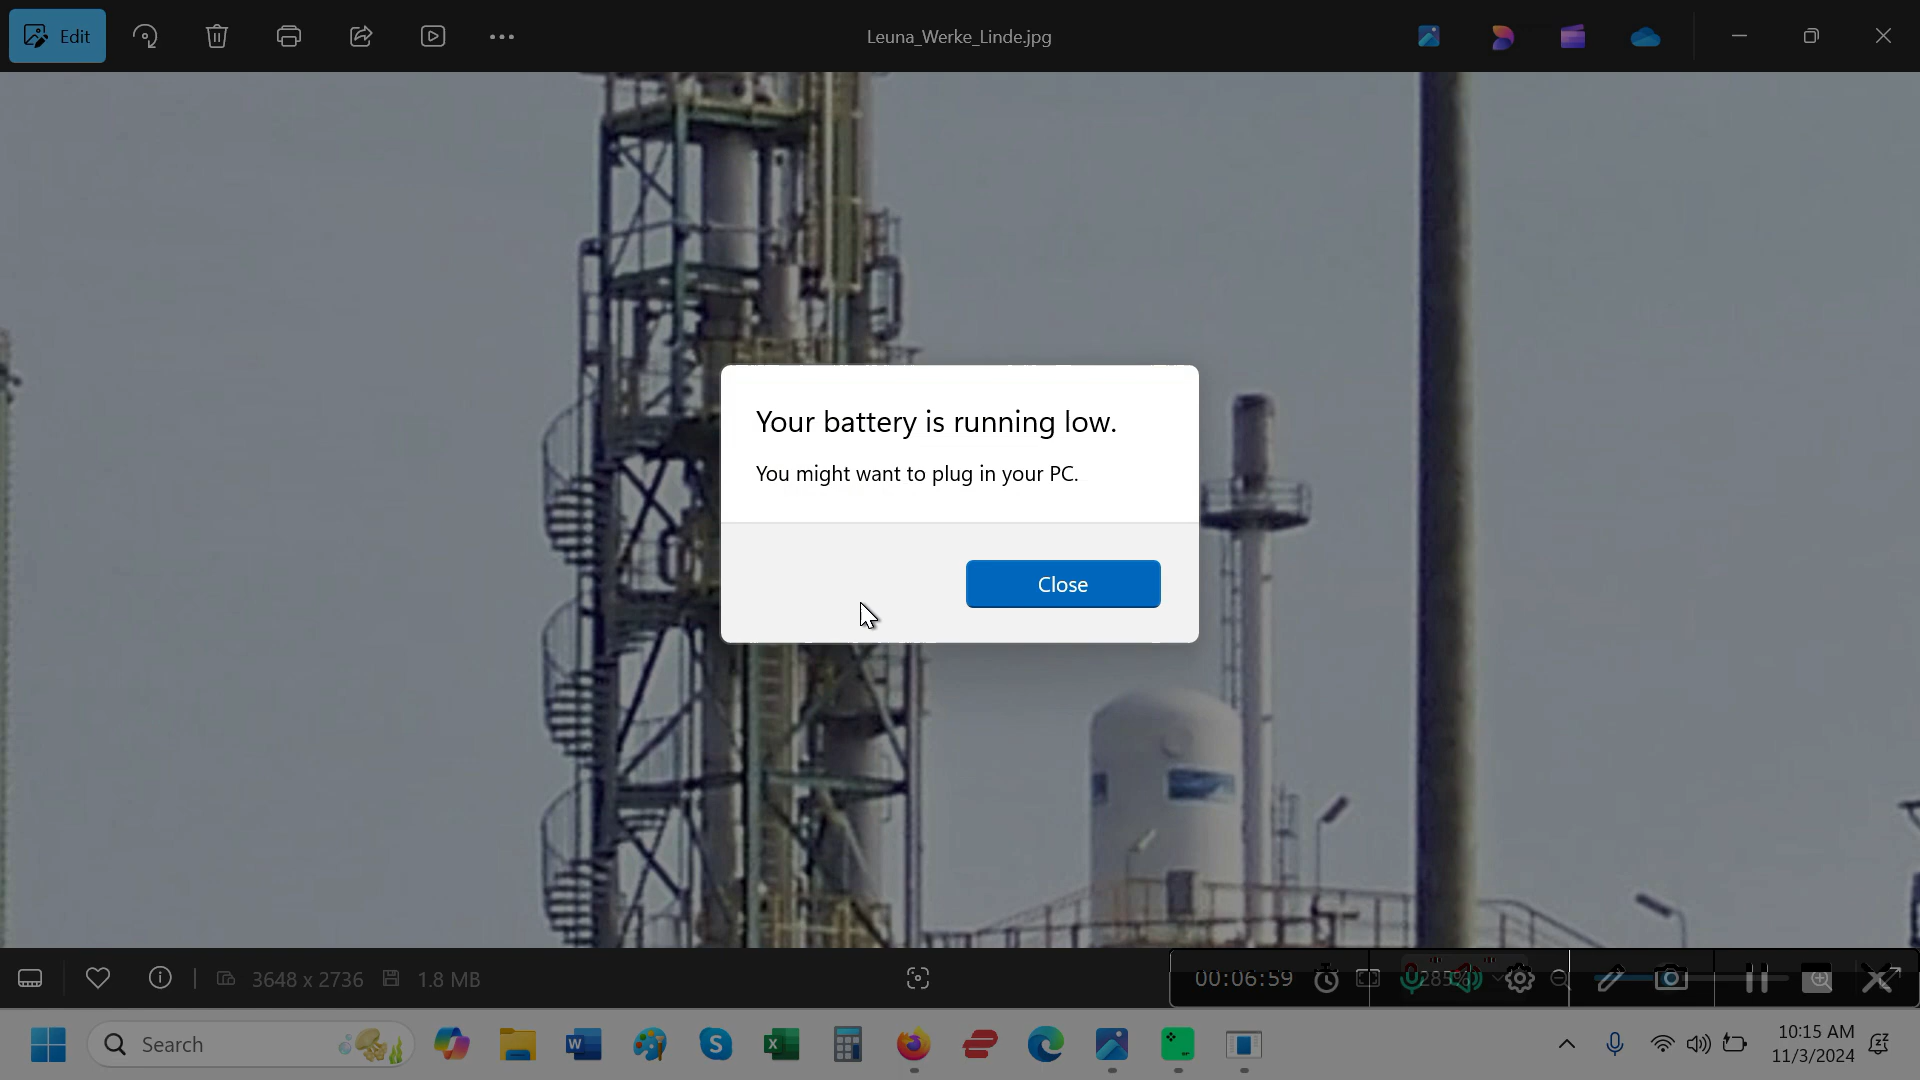 Edit
Leuna_Werke_Linde.jpg
Your battery is running low.
You might want to plug in your PC.
Close
3648 x 2736
1.8 MB
00:06:59
285%
Search
10:15 AM
11/3/2024